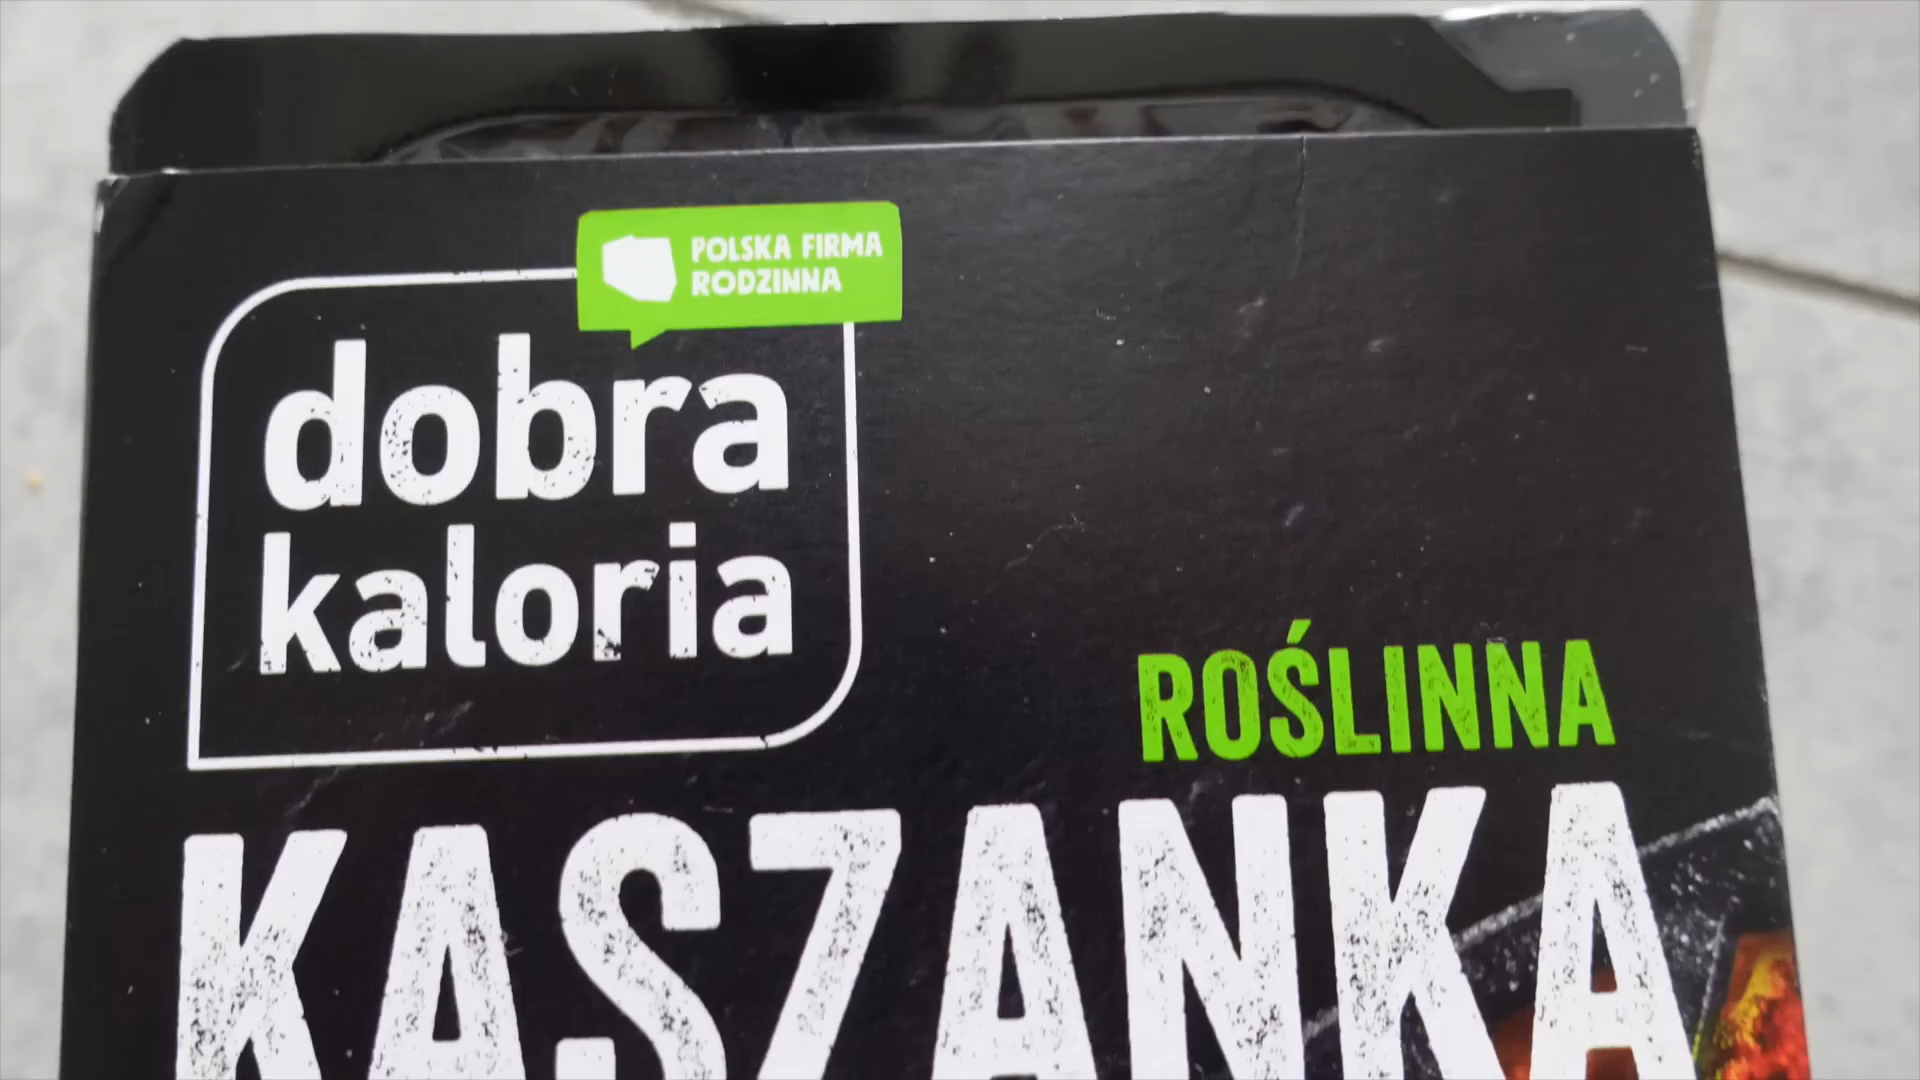 POLSKA FIRMA
RODZINNA
dobra
kaloria
ROŚLINNA
KASZANKA